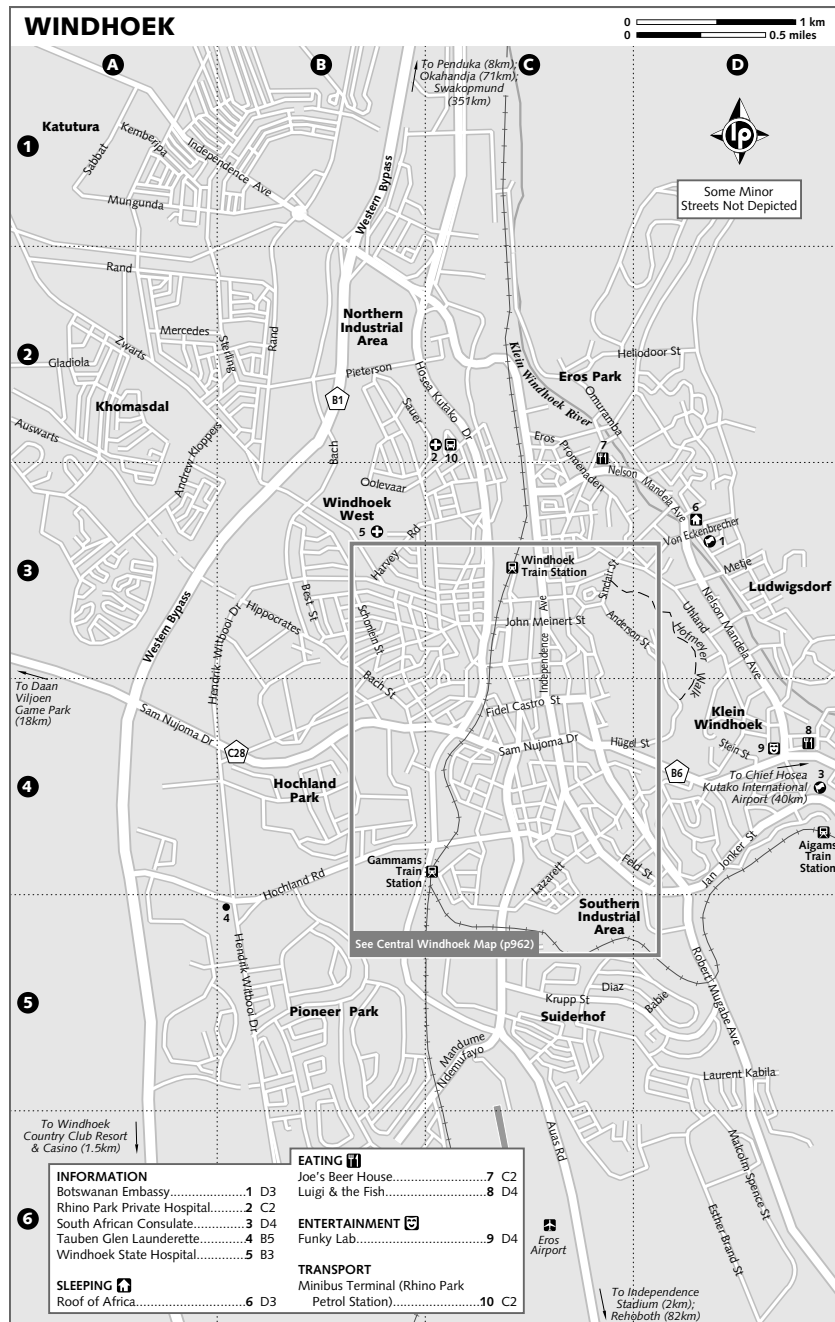 WINDHOEK
0 1 km
0 0.5 miles
A
B
C
D
To Penduka (8km);
Okahandja (71km);
Swakopmund
(351km)
lp
Some Minor
Streets Not Depicted
1
Katutura
Sabbat
Kemberipa
Independence Ave
Mungunda
Western Bypass
Rand
Northern
Industrial
Area
2
Zwarts
Mercedes
Sterling
Rand
Gladiola
Pieterson
Khomasdal
B1
Hosea Kutako Dr
Sauer
Klein Windhoek River
Heliodoor St
Eros Park
Omuramba
Auswarts
Andrew Kloppers
Bach
2
10
Eros
Promenaden
7
Nelson Mandela Ave
Oolevaar
Windhoek
West
5
Harvey Rd
6
Von Eckenbrecher
1
3
Windhoek
Train Station
Metje
Ludwigsdorf
Sinclair St
Best St
Schonlein St
Hippocrates
John Meinert St
Independence Ave
Anderson St
Uhland
Hofmeyer Walk
Nelson Mandela Ave
Western Bypass
Hendrik Witbooi Dr
Bach St
To Daan
Viljoen
Game Park
(18km)
Fidel Castro St
Klein
Windhoek
Sam Nujoma Dr
C28
Sam Nujoma Dr
Hügel St
Stein St
9
8
B6
4
Hochland
Park
To Chief Hosea
Kutako International
Airport (40km)
3
Aigams
Train
Station
Jan Jonker St
Gammams
Train
Station
Hochland Rd
Lazarett
Feld St
4
Southern
Industrial
Area
See Central Windhoek Map (p962)
Hendrik Witbooi Dr
5
Pioneer Park
Krupp St
Diaz
Babie
Suiderhof
Robert Mugabe Ave
Mandume
Ndemufayo
Laurent Kabila
To Windhoek
Country Club Resort
& Casino (1.5km)
Auas Rd
Malcolm Spence St
Esther Brand St
6
Eros
Airport
To Independence
Stadium (2km);
Rehoboth (82km)
INFORMATION
Botswanan Embassy....................1 D3
Rhino Park Private Hospital..........2 C2
South African Consulate...............3 D4
Tauben Glen Launderette.............4 B5
Windhoek State Hospital..............5 B3
SLEEPING
Roof of Africa..............................6 D3
EATING
Joe's Beer House.........................7 C2
Luigi & the Fish...........................8 D4
ENTERTAINMENT
Funky Lab...................................9 D4
TRANSPORT
Minibus Terminal (Rhino Park
Petrol Station).........................10 C2